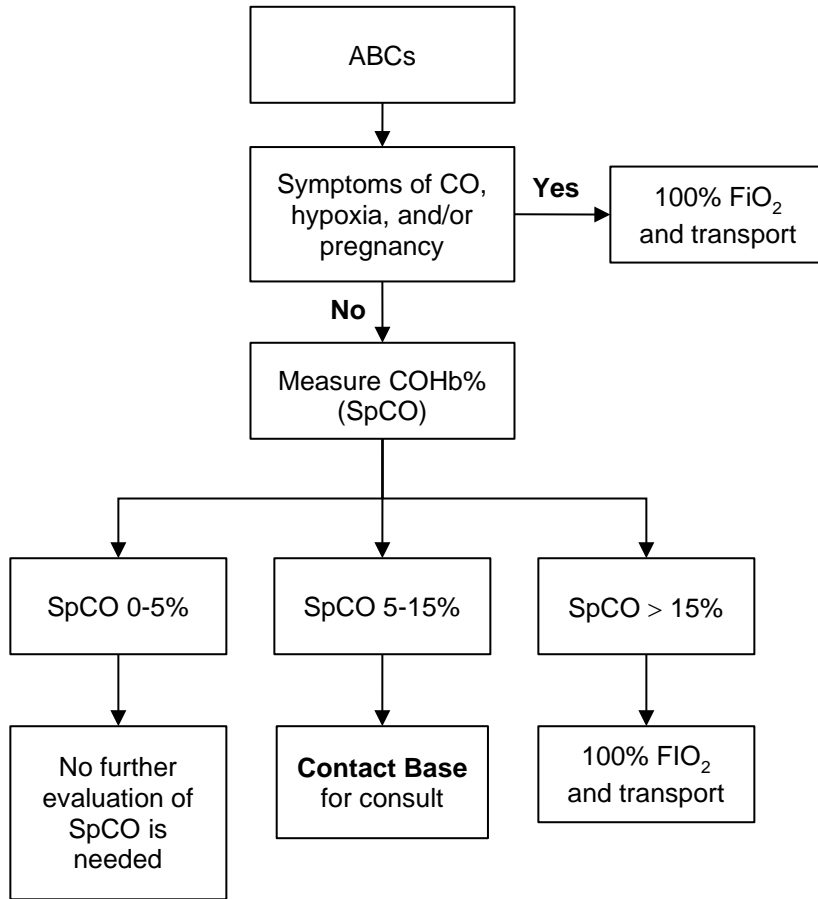 ABCs
Symptoms of CO,
hypoxia, and/or
pregnancy
Yes
100% FiO₂
and transport
No
Measure COHb%
(SpCO)
SpCO 0-5%
SpCO 5-15%
SpCO > 15%
No further
evaluation of
SpCO is
needed
Contact Base
for consult
100% FIO₂
and transport